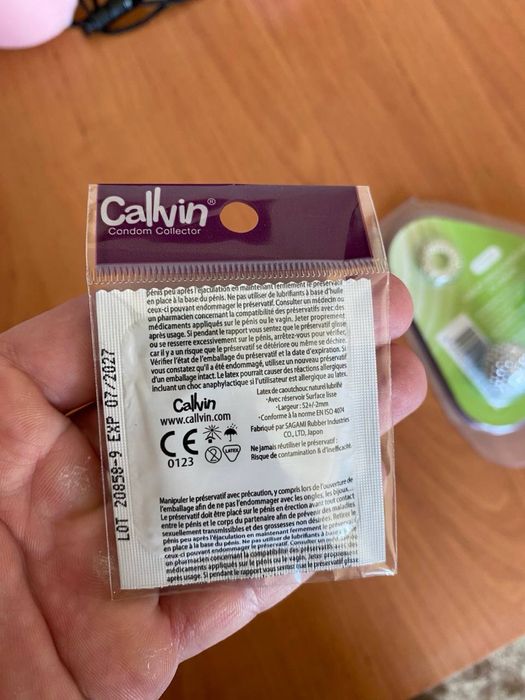 Callvin®
Condom Collector
pénis peu après l'éjaculation en maintenant fermement le préservatif
en place à la base du pénis. Ne pas utiliser de lubrifiants à base d'huile
ceux-ci pouvant endommager le préservatif. Consulter un médecin ou
un pharmacien concernant la compatibilité des préservatifs avec des
médicaments appliqués sur le pénis ou le vagin. Jeter proprement
après usage. Si pendant le rapport vous sentez que le préservatif glisse
ou se resserre excessivement sur le pénis, arrêtez-vous pour vérifier,
car il y a un risque que le préservatif se détériore ou même se déchire.
Vérifier l'état de l'emballage du préservatif et la date d'expiration. Si
vous constatez qu'il a été endommagé, utilisez un nouveau préservatif
d'un emballage intact. Le latex pourrait causer des réactions allergiques
incluant un choc anaphylactique si l'utilisateur est allergique au latex.
Callvin
www.callvin.com
CE
0123
LATEX
Latex de caoutchouc naturel lubrifié
•Avec réservoir Surface lisse
•Largeur : 52+/-2mm
•Conforme à la norme EN ISO 4074
Fabriqué par SAGAMI Rubber Industries
CO., LTD, Japon
Ne jamais réutiliser le préservatif :
Risque de contamination & d'inefficacité.
LOT 20858-9 EXP 07/2027
Manipuler le préservatif avec précaution, y compris lors de l'ouverture de
l'emballage afin de ne pas l'endommager avec les ongles, les bijoux...
Le préservatif doit être placé sur le pénis en érection avant tout contact
entre le pénis et le corps du partenaire afin de prévenir des maladies
sexuellement transmissibles et des grossesses non désirées. Retirer le
pénis peu après l'éjaculation en maintenant fermement le préservatif
en place à la base du pénis. Ne pas utiliser de lubrifiants à base d'huile
ceux-ci pouvant endommager le préservatif. Consulter un médecin
un pharmacien concernant la compatibilité des préservatifs avec des
médicaments appliqués sur le pénis ou le vagin. Jeter proprement
après usage. Si pendant le rapport vous sentez que le préservatif glisse